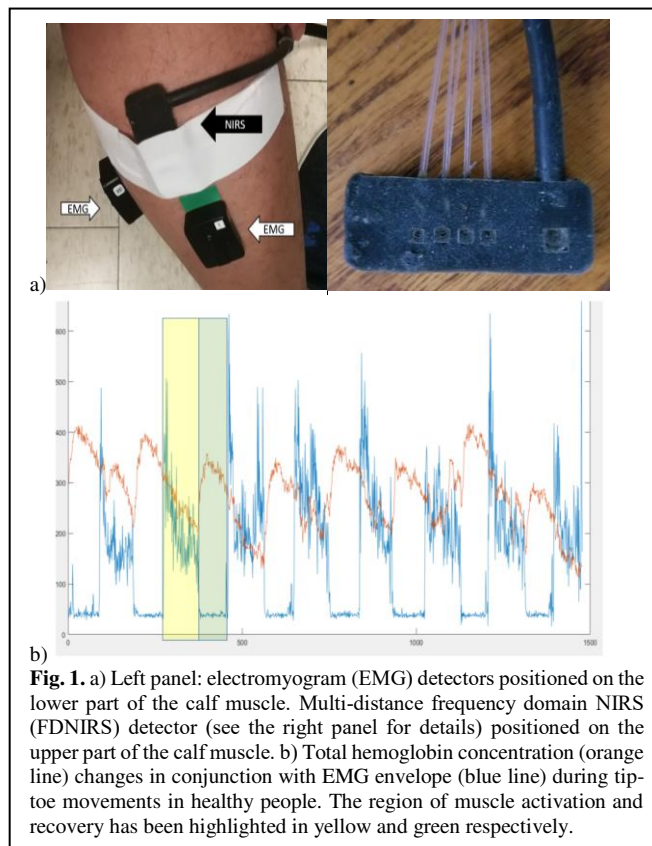 NIRS
EMG
EMG
a)
600
500
400
300
200
100
0
0
500
1000
1500
b)
Fig. 1. a) Left panel: electromyogram (EMG) detectors positioned on the
lower part of the calf muscle. Multi-distance frequency domain NIRS
(FDNIRS) detector (see the right panel for details) positioned on the
upper part of the calf muscle. b) Total hemoglobin concentration (orange
line) changes in conjunction with EMG envelope (blue line) during tip-
toe movements in healthy people. The region of muscle activation and
recovery has been highlighted in yellow and green respectively.